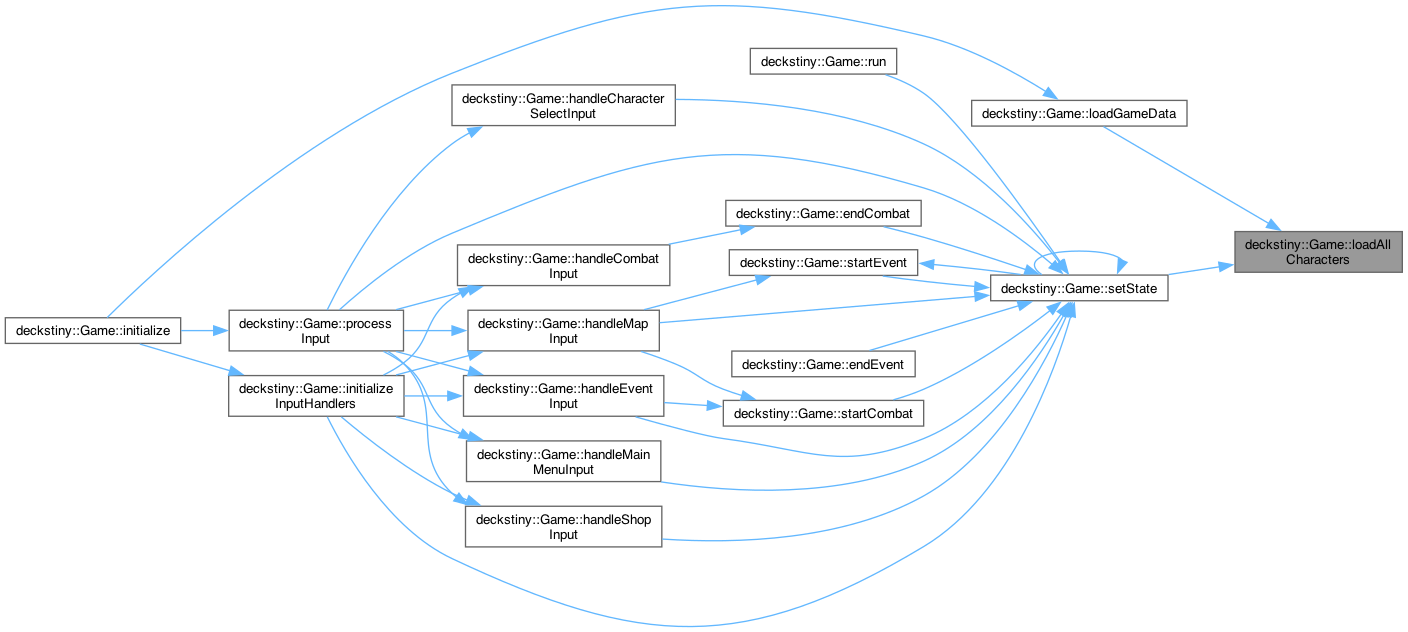 deckstiny::Game::run
deckstiny::Game::handleCharacter
SelectInput
deckstiny::Game::loadGameData
deckstiny::Game::endCombat
deckstiny::Game::loadAll
Characters
deckstiny::Game::handleCombat
Input
deckstiny::Game::startEvent
deckstiny::Game::setState
deckstiny::Game::initialize
deckstiny::Game::process
Input
deckstiny::Game::handleMap
Input
deckstiny::Game::endEvent
deckstiny::Game::initialize
InputHandlers
deckstiny::Game::handleEvent
Input
deckstiny::Game::startCombat
deckstiny::Game::handleMain
MenuInput
deckstiny::Game::handleShop
Input